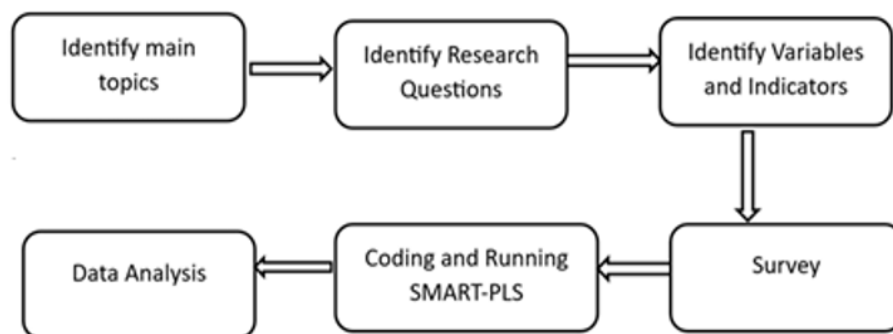 Identify main
topics
Identify Research
Questions
Identify Variables
and Indicators
Survey
Coding and Running
SMART-PLS
Data Analysis